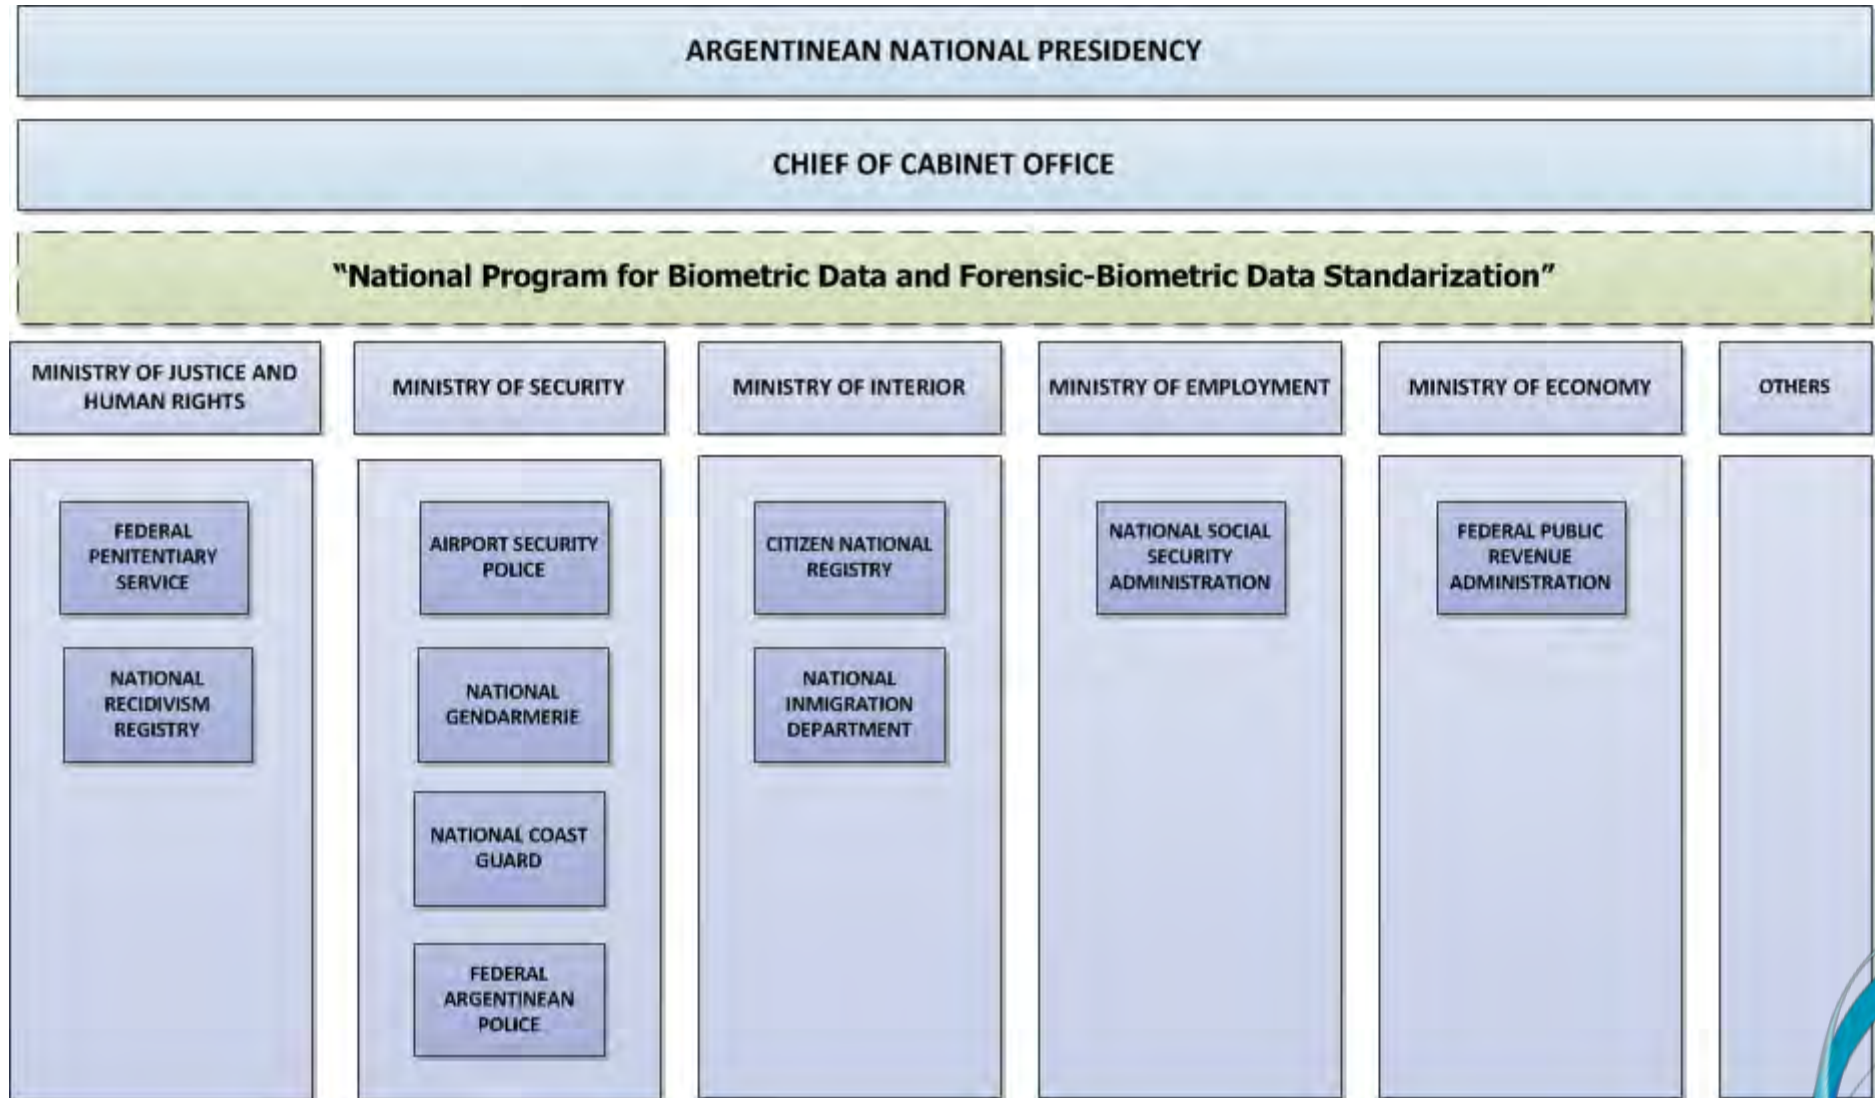 ARGENTINEAN NATIONAL PRESIDENCY
CHIEF OF CABINET OFFICE
"National Program for Biometric Data and Forensic-Biometric Data Standarization"
MINISTRY OF JUSTICE AND
HUMAN RIGHTS
MINISTRY OF SECURITY
MINISTRY OF INTERIOR
MINISTRY OF EMPLOYMENT
MINISTRY OF ECONOMY
OTHERS
FEDERAL
PENITENTIARY
SERVICE
NATIONAL
RECIDIVISM
REGISTRY
AIRPORT SECURITY
POLICE
NATIONAL
GENDARMERIE
NATIONAL COAST
GUARD
FEDERAL
ARGENTINEAN
POLICE
CITIZEN NATIONAL
REGISTRY
NATIONAL
INMIGRATION
DEPARTMENT
NATIONAL SOCIAL
SECURITY
ADMINISTRATION
FEDERAL PUBLIC
REVENUE
ADMINISTRATION